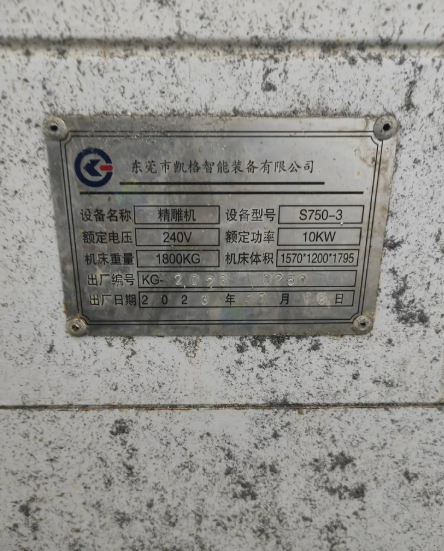 东莞市凯格智能装备有限公司
设备名称 精雕机 设备型号 S750-3
额定电压 240V 额定功率 10KW
机床重量 1800KG 机床体积 1570*1200*1795
出厂编号 KG-
出厂日期 202 年 月 日